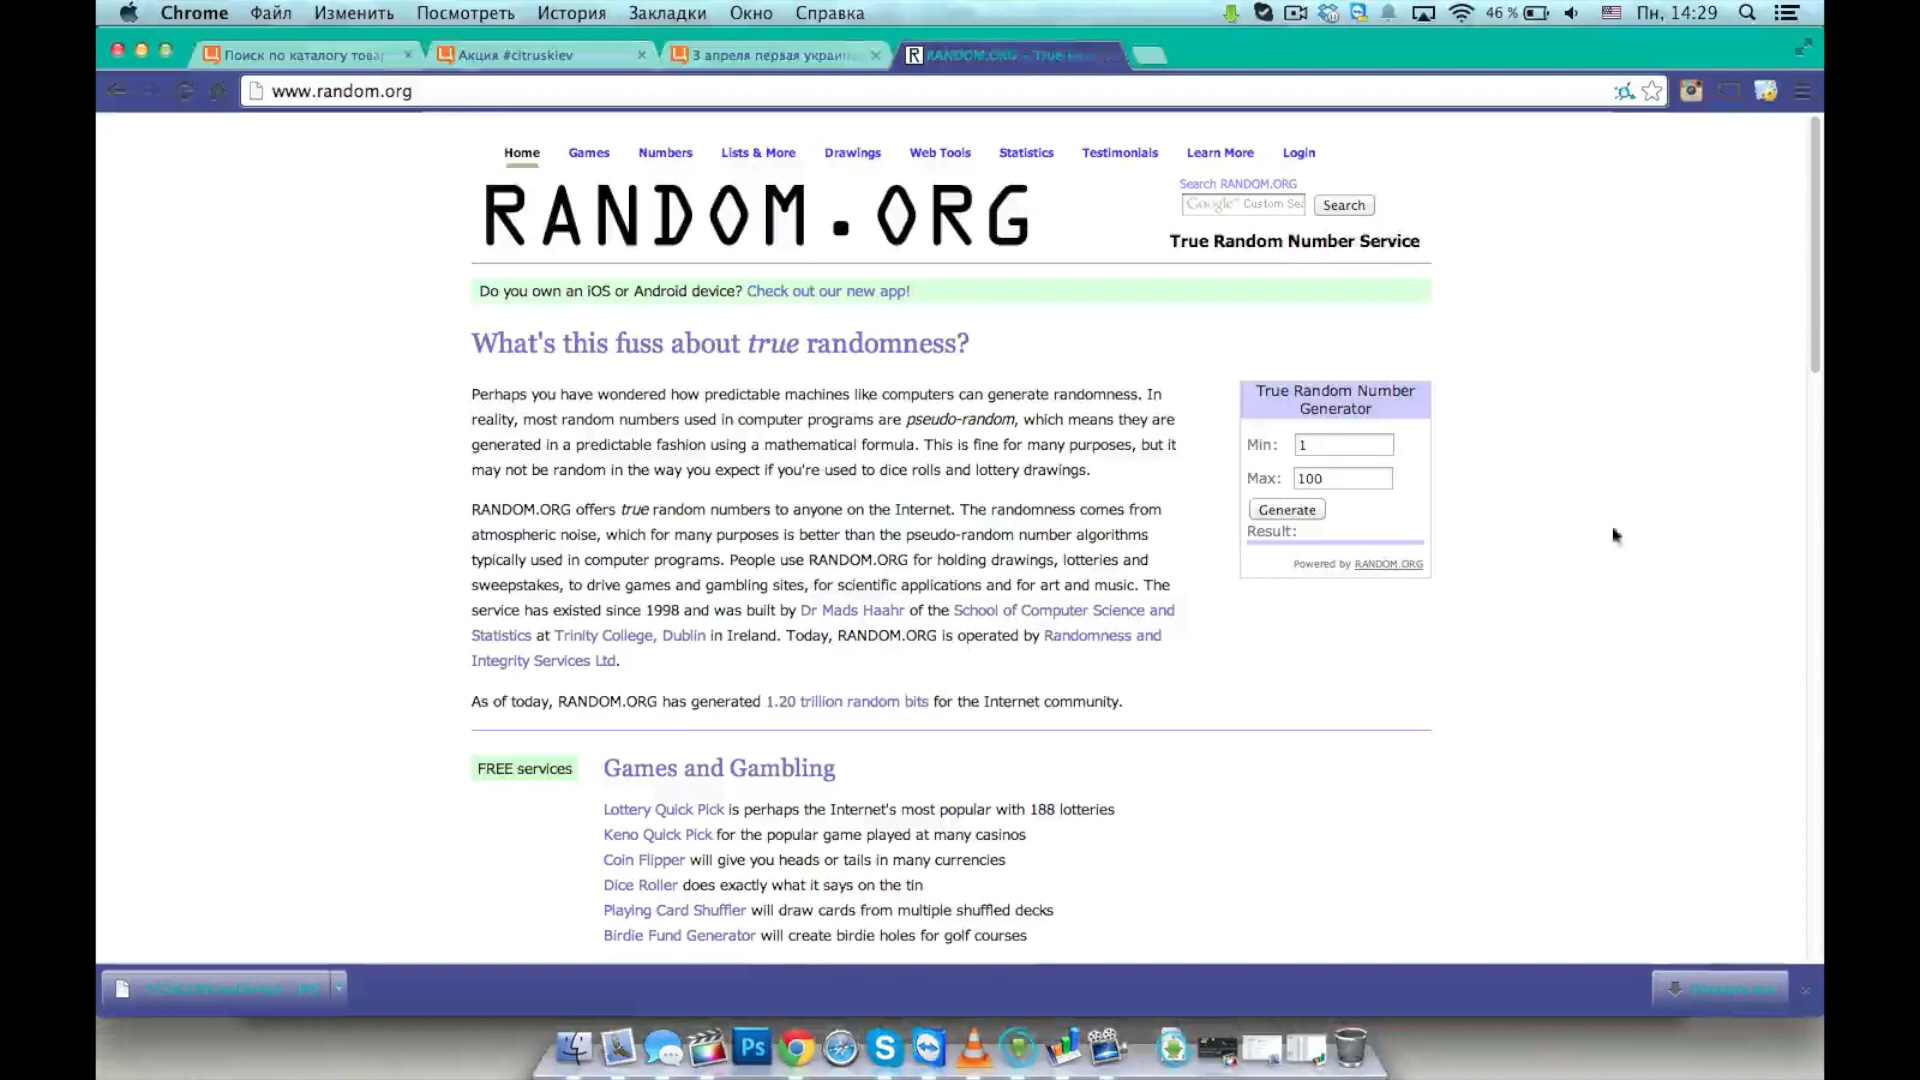 Chrome Файл Изменить Посмотреть История Закладки Окно Справка 46 % Пн, 14:29
Поиск по каталогу това Акция #citruskiev 3 апреля первая украин RANDOM.ORG – True
www.random.org
Home Games Numbers Lists & More Drawings Web Tools Statistics Testimonials Learn More Login
RANDOM.ORG
Search RANDOM.ORG
Google™ Custom Sea Search
True Random Number Service
Do you own an iOS or Android device? Check out our new app!
What's this fuss about true randomness?
Perhaps you have wondered how predictable machines like computers can generate randomness. In
reality, most random numbers used in computer programs are pseudo-random, which means they are
generated in a predictable fashion using a mathematical formula. This is fine for many purposes, but it
may not be random in the way you expect if you're used to dice rolls and lottery drawings.
RANDOM.ORG offers true random numbers to anyone on the Internet. The randomness comes from
atmospheric noise, which for many purposes is better than the pseudo-random number algorithms
typically used in computer programs. People use RANDOM.ORG for holding drawings, lotteries and
sweepstakes, to drive games and gambling sites, for scientific applications and for art and music. The
service has existed since 1998 and was built by Dr Mads Haahr of the School of Computer Science and
Statistics at Trinity College, Dublin in Ireland. Today, RANDOM.ORG is operated by Randomness and
Integrity Services Ltd.
As of today, RANDOM.ORG has generated 1.20 trillion random bits for the Internet community.
True Random Number
Generator
Min: 1
Max: 100
Generate
Result:
Powered by RANDOM.ORG
FREE services
Games and Gambling
Lottery Quick Pick is perhaps the Internet's most popular with 188 lotteries
Keno Quick Pick for the popular game played at many casinos
Coin Flipper will give you heads or tails in many currencies
Dice Roller does exactly what it says on the tin
Playing Card Shuffler will draw cards from multiple shuffled decks
Birdie Fund Generator will create birdie holes for golf courses
Ps S